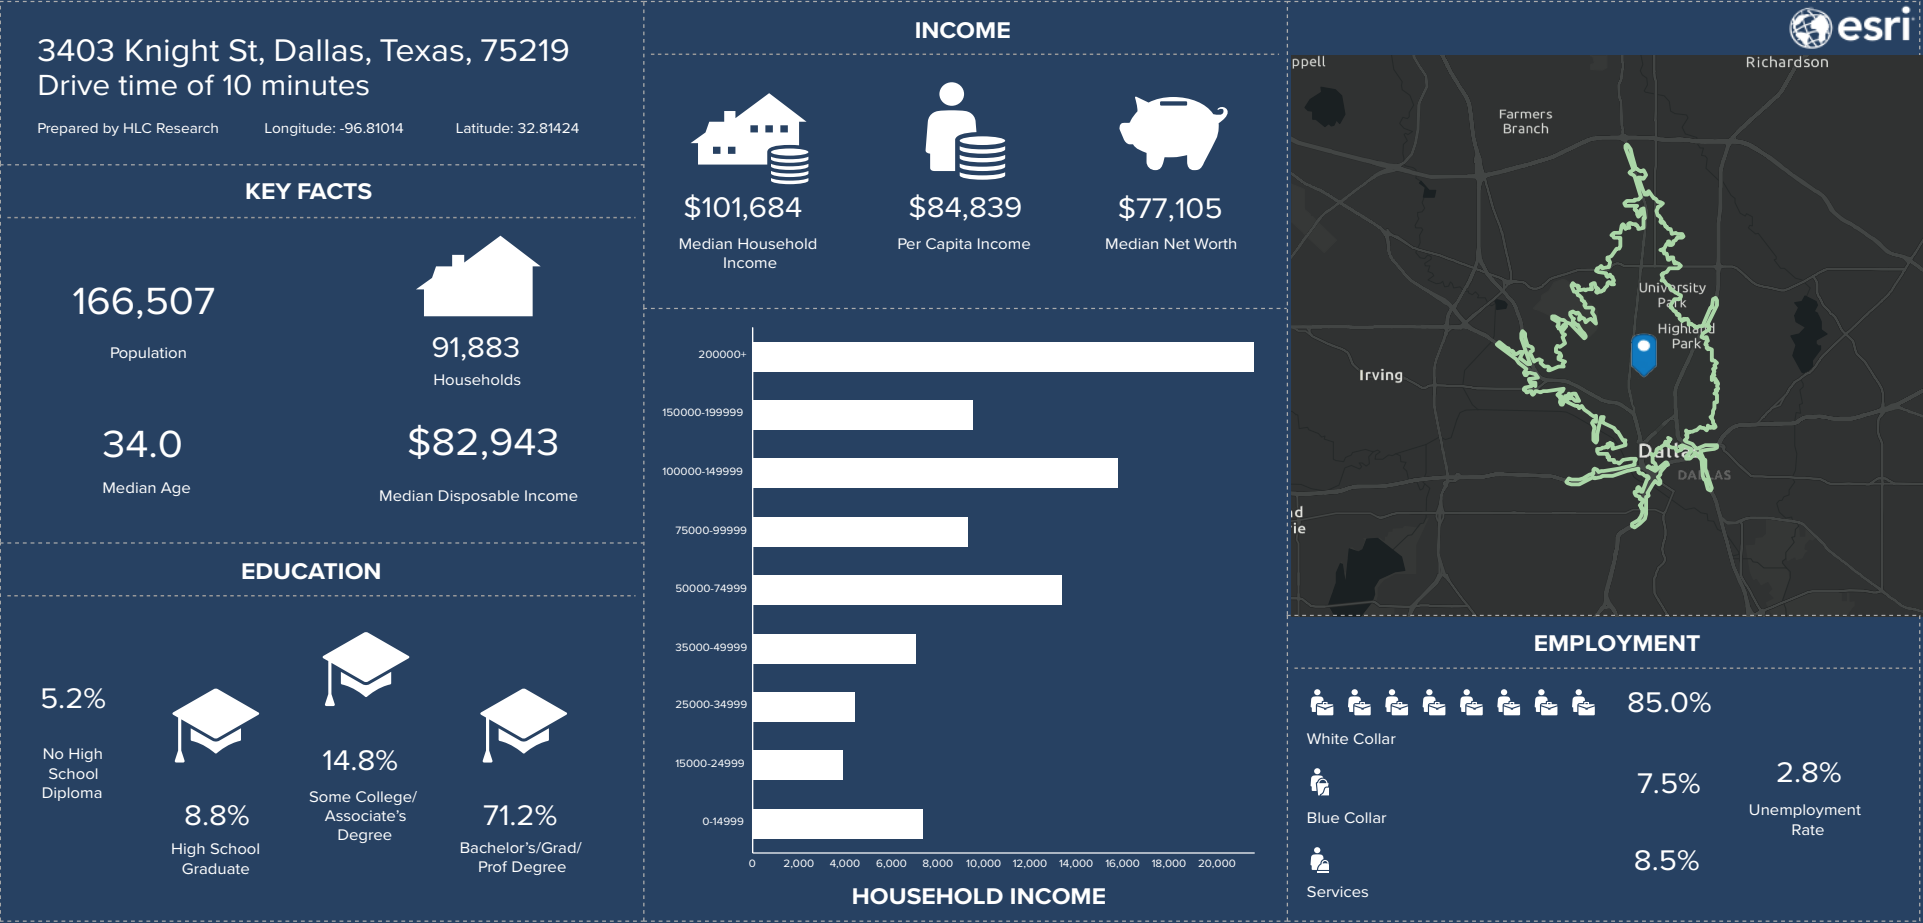 3403 Knight St, Dallas, Texas, 75219
Drive time of 10 minutes
Prepared by HLC Research
Longitude: -96.81014
Latitude: 32.81424
KEY FACTS
166,507
Population
91,883
Households
34.0
Median Age
$82,943
Median Disposable Income
EDUCATION
5.2%
No High
School
Diploma
8.8%
High School
Graduate
14.8%
Some College/
Associate's
Degree
71.2%
Bachelor's/Grad/
Prof Degree
INCOME
$101,684
Median Household
Income
$84,839
Per Capita Income
$77,105
Median Net Worth
200000+
150000-199999
100000-149999
75000-99999
50000-74999
35000-49999
25000-34999
15000-24999
0-14999
0
2,000
4,000
6,000
8,000
10,000
12,000
14,000
16,000
18,000
20,000
HOUSEHOLD INCOME
esri
ppell
Richardson
Farmers
Branch
University
Park
Highland
Park
Irving
Dallas
DALLAS
nd
rie
EMPLOYMENT
85.0%
White Collar
7.5%
Blue Collar
8.5%
Services
2.8%
Unemployment
Rate